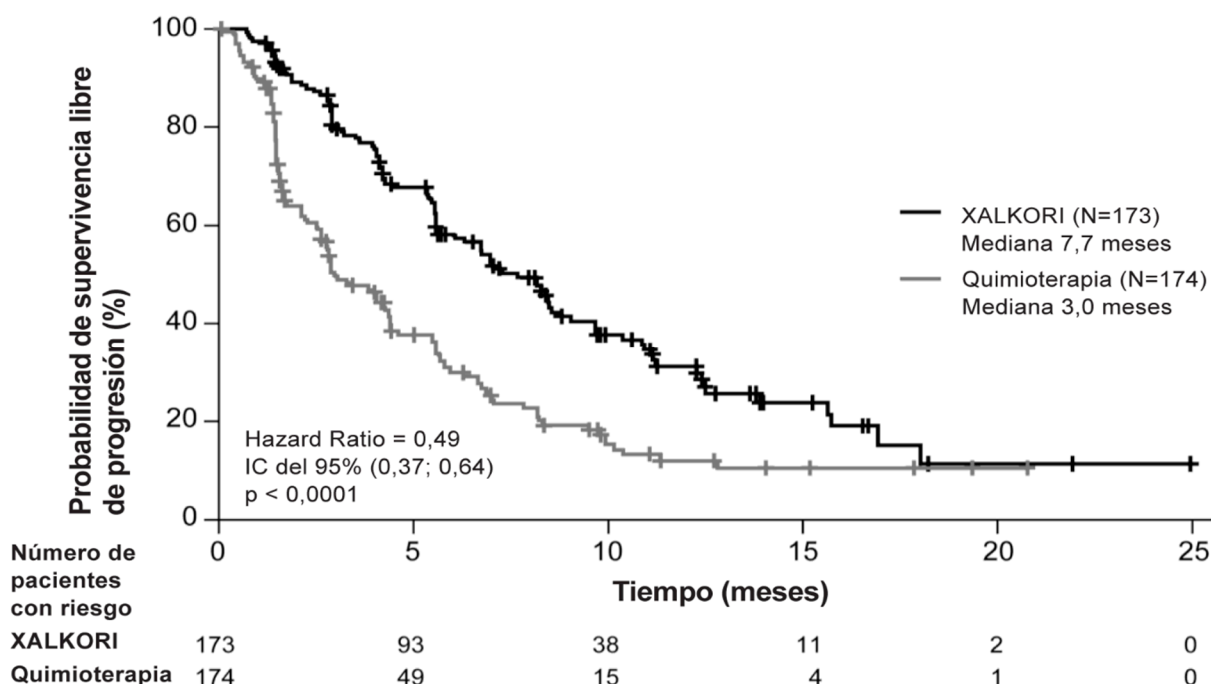 Probabilidad de supervivencia libre
de progresión (%)
100
80
60
40
20
0
XALKORI (N=173)
Mediana 7,7 meses
Quimioterapia (N=174)
Mediana 3,0 meses
Hazard Ratio = 0,49
IC del 95% (0,37; 0,64)
p < 0,0001
0 5 10 15 20 25
Tiempo (meses)
Número de
pacientes
con riesgo
XALKORI 173 93 38 11 2 0
Quimioterapia 174 49 15 4 1 0